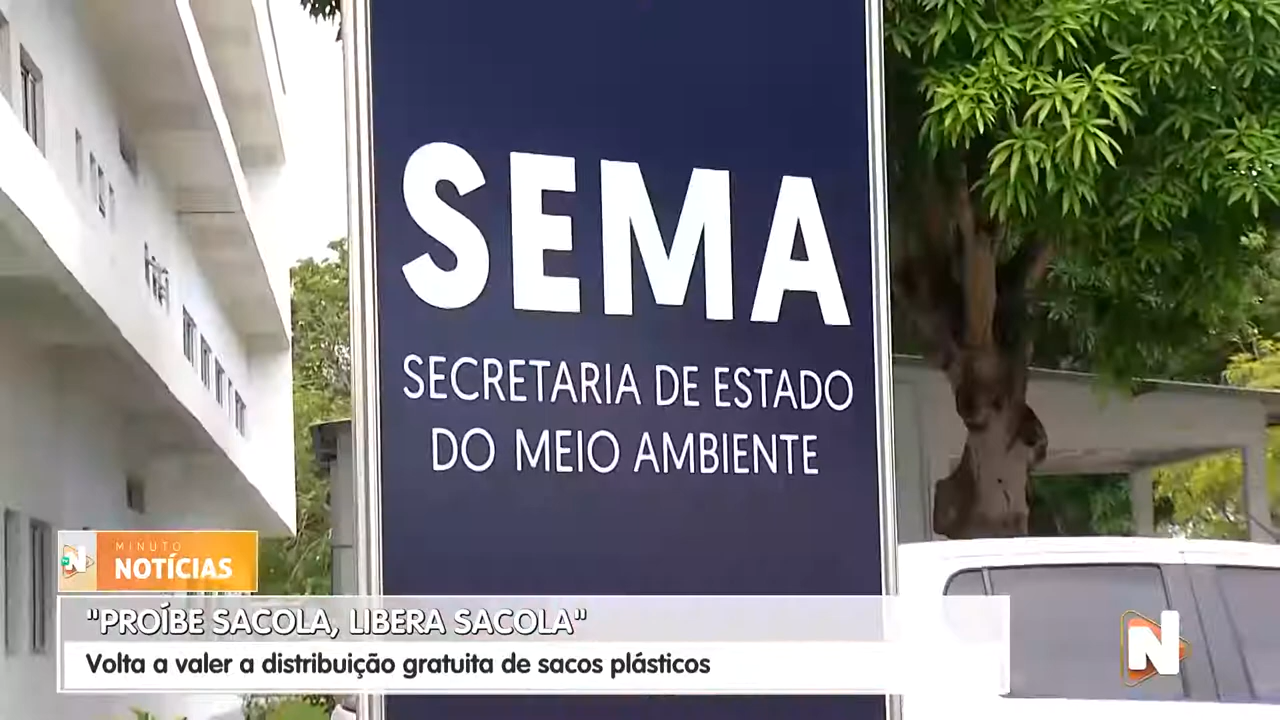 SEMA
SECRETARIA DE ESTADO
DO MEIO AMBIENTE
N
MINUTO
NOTÍCIAS
"PROÍBE SACOLA, LIBERA SACOLA"
Volta a valer a distribuição gratuita de sacos plásticos
N